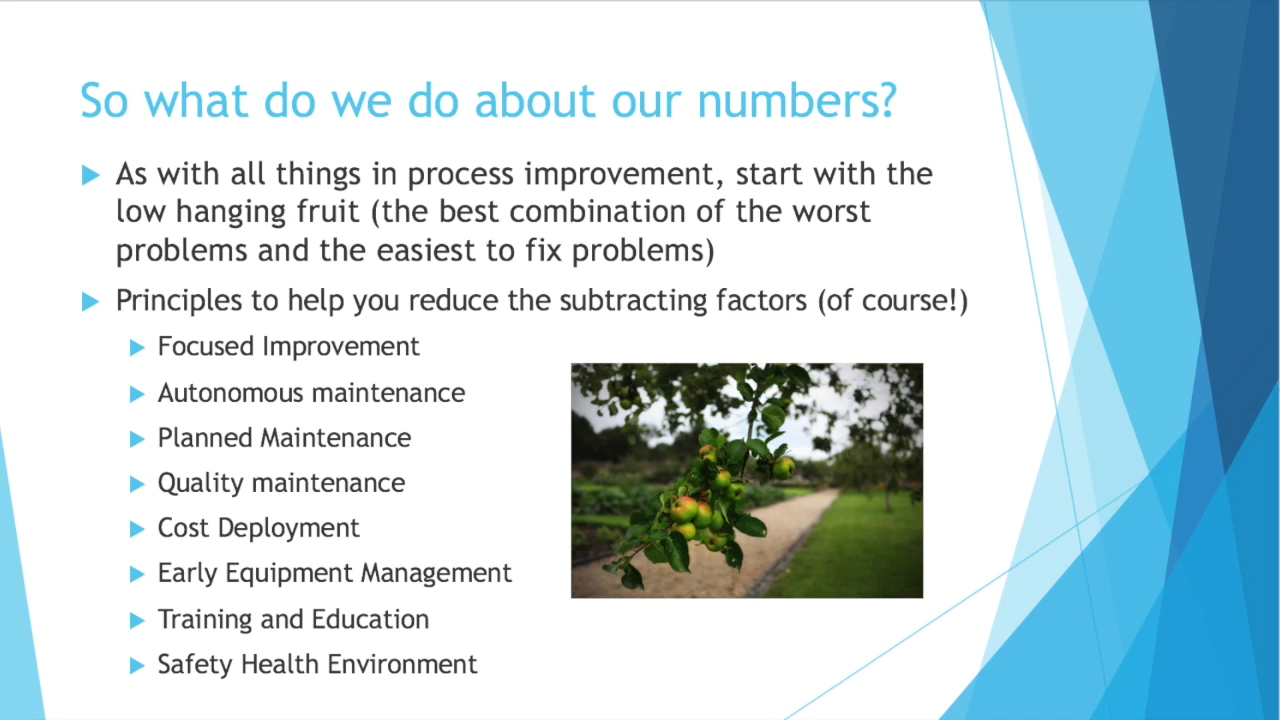 So what do we do about our numbers?
As with all things in process improvement, start with the
low hanging fruit (the best combination of the worst
problems and the easiest to fix problems)
Principles to help you reduce the subtracting factors (of course!)
Focused Improvement
Autonomous maintenance
Planned Maintenance
Quality maintenance
Cost Deployment
Early Equipment Management
Training and Education
Safety Health Environment